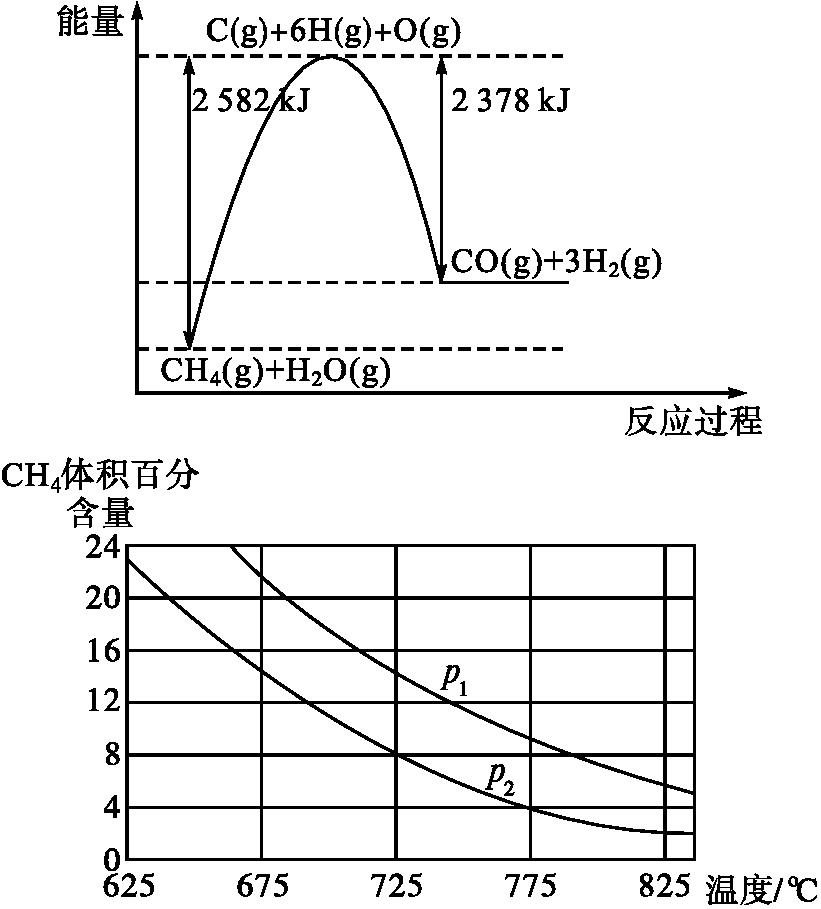 能量
C(g)+6H(g)+O(g)
2 582 kJ
2 378 kJ
CO(g)+3H₂(g)
CH₄(g)+H₂O(g)
反应过程
CH₄体积百分
含量
24
20
16
12
8
4
0
p₁
p₂
625 675 725 775 825 温度/℃